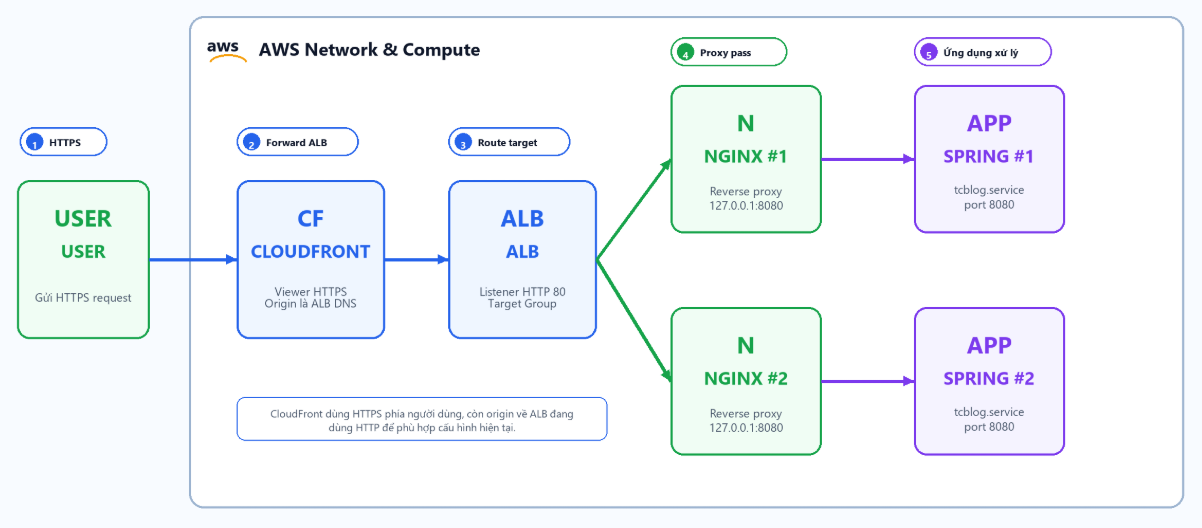 aws
AWS Network & Compute
1 HTTPS
USER
USER
Gửi HTTPS request
2 Forward ALB
CF
CLOUDFRONT
Viewer HTTPS
Origin là ALB DNS
3 Route target
ALB
ALB
Listener HTTP 80
Target Group
4 Proxy pass
N
NGINX #1
Reverse proxy
127.0.0.1:8080
5 Ứng dụng xử lý
APP
SPRING #1
tcblog.service
port 8080
N
NGINX #2
Reverse proxy
127.0.0.1:8080
APP
SPRING #2
tcblog.service
port 8080
CloudFront dùng HTTPS phía người dùng, còn origin về ALB đang
dùng HTTP để phù hợp cấu hình hiện tại.